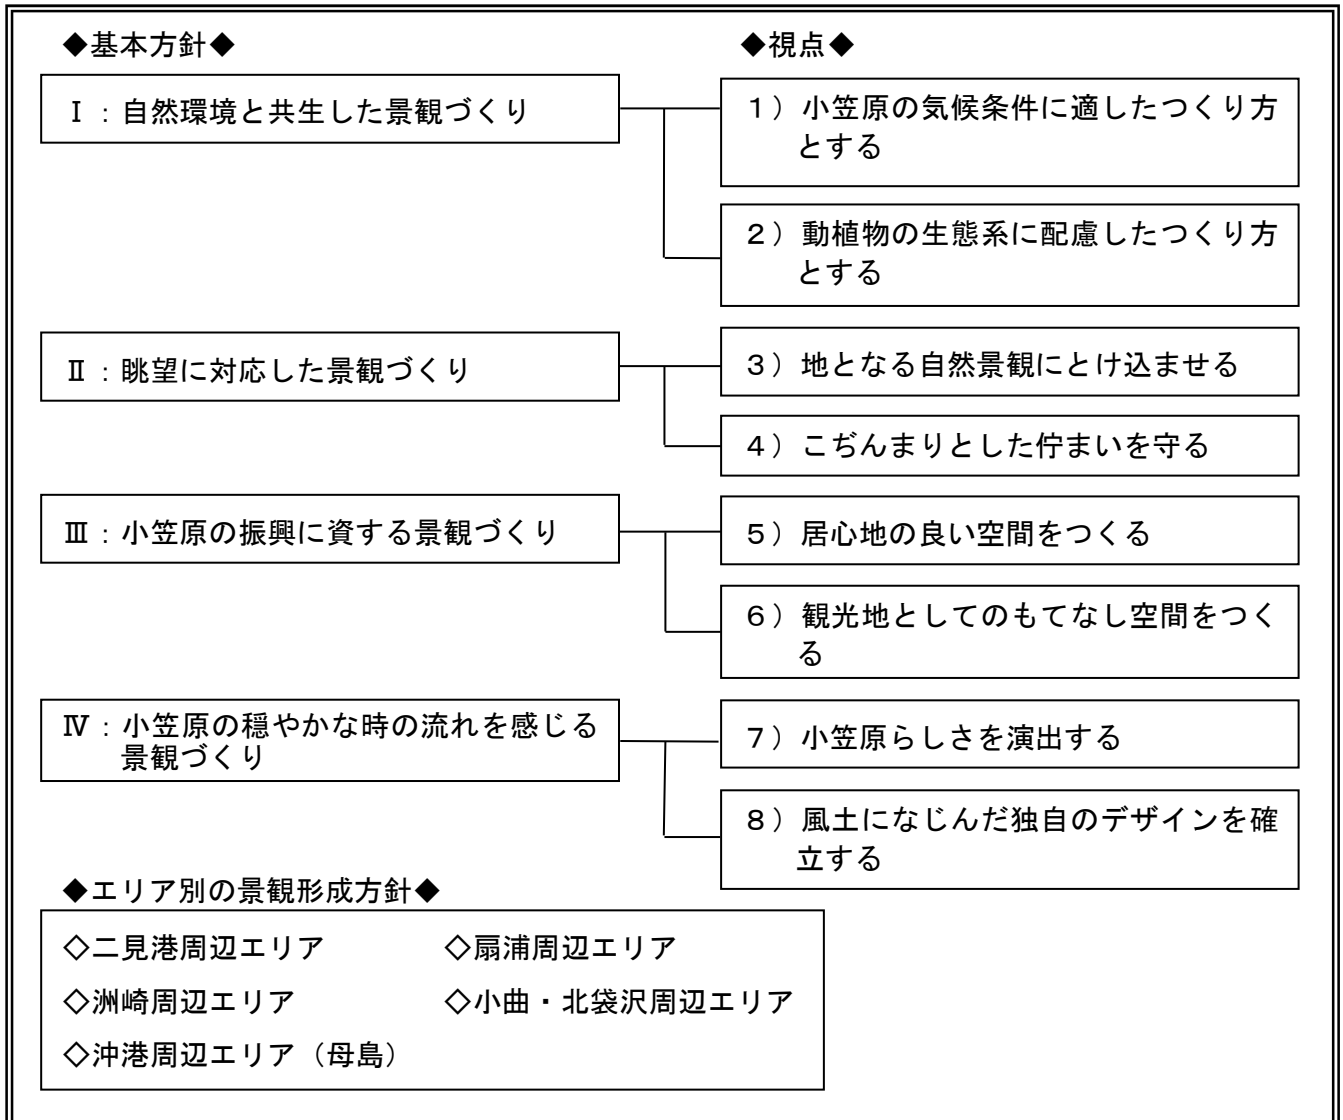 ◆基本方針◆
◆視点◆
Ⅰ：自然環境と共生した景観づくり
１）小笠原の気候条件に適したつくり方
とする
２）動植物の生態系に配慮したつくり方
とする
Ⅱ：眺望に対応した景観づくり
３）地となる自然景観にとけ込ませる
４）こぢんまりとした佇まいを守る
Ⅲ：小笠原の振興に資する景観づくり
５）居心地の良い空間をつくる
６）観光地としてのもてなし空間をつく
る
Ⅳ：小笠原の穏やかな時の流れを感じる
景観づくり
７）小笠原らしさを演出する
８）風土になじんだ独自のデザインを確
立する
◆エリア別の景観形成方針◆
◇二見港周辺エリア
◇扇浦周辺エリア
◇洲崎周辺エリア
◇小曲・北袋沢周辺エリア
◇沖港周辺エリア（母島）